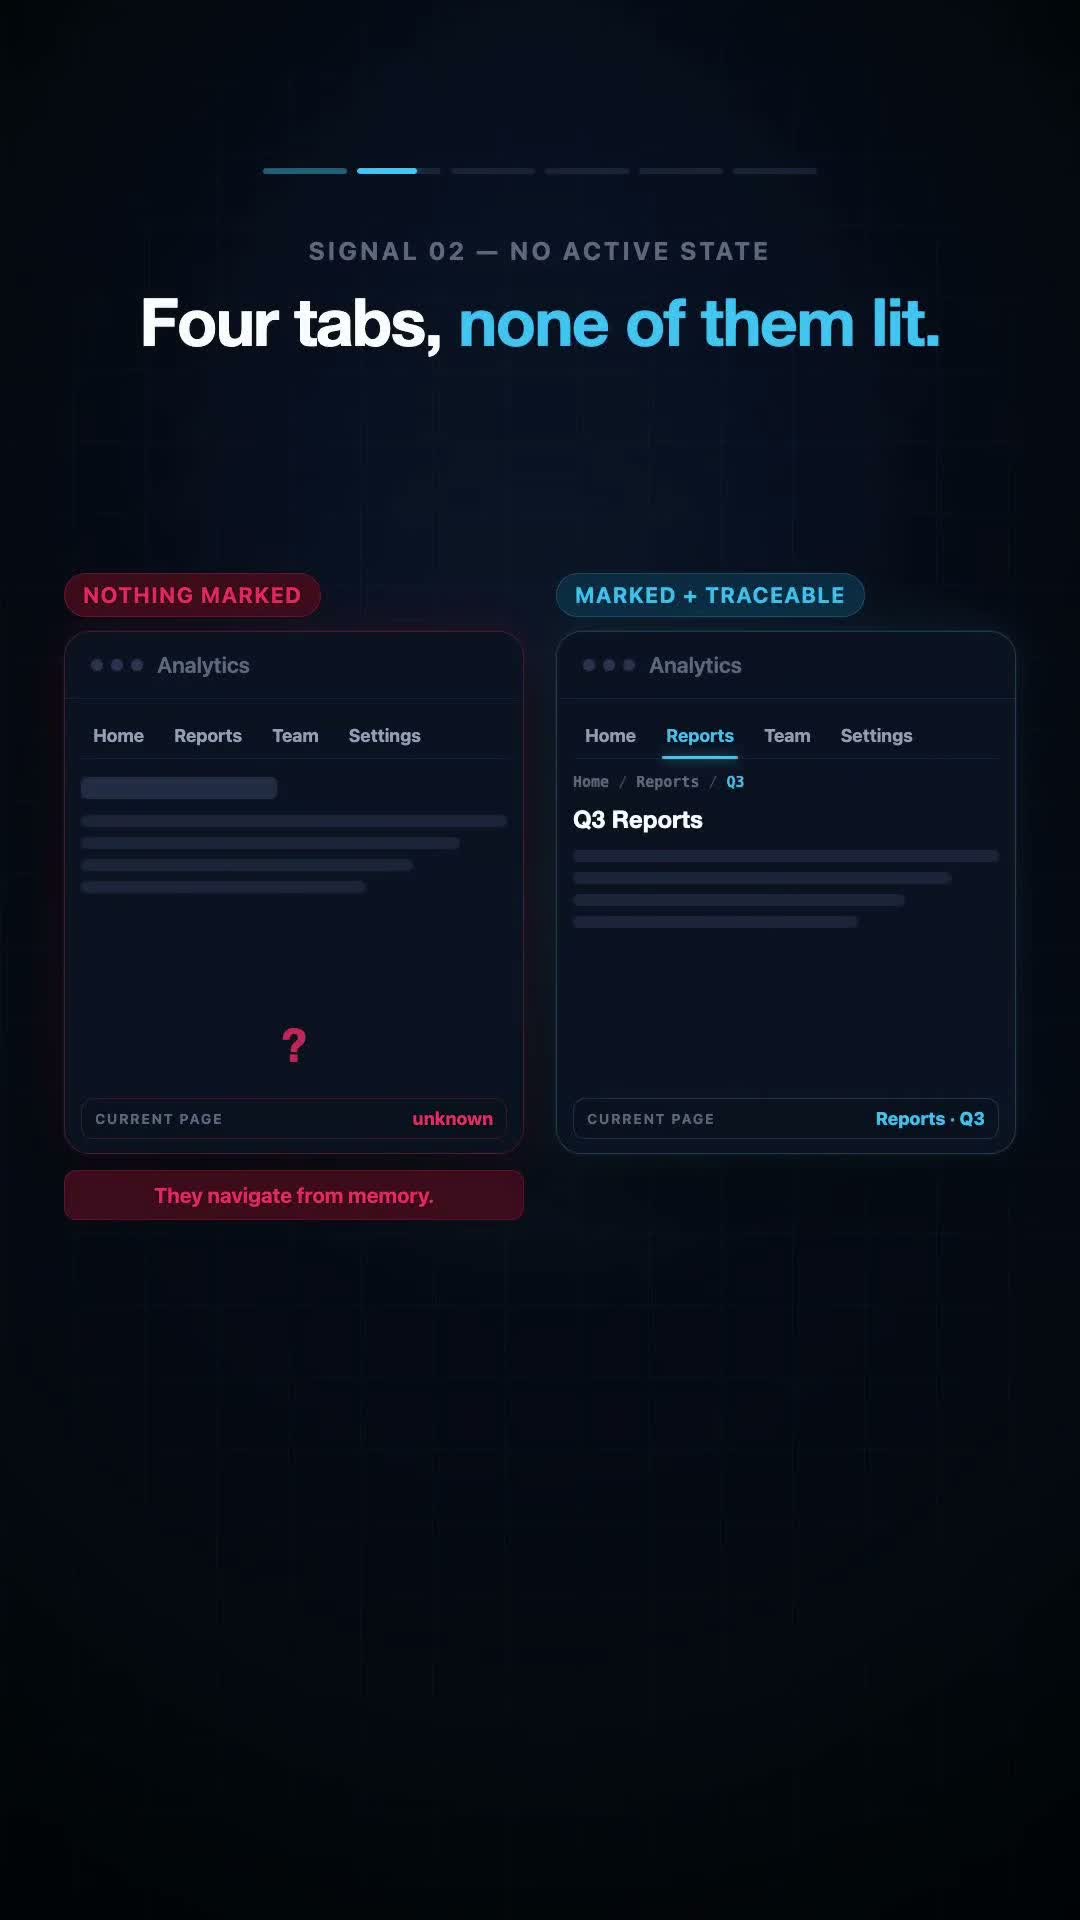 SIGNAL 02 — NO ACTIVE STATE
Four tabs, none of them lit.
NOTHING MARKED
Analytics
Home Reports Team Settings
?
CURRENT PAGE unknown
They navigate from memory.
MARKED + TRACEABLE
Analytics
Home Reports Team Settings
Home / Reports / Q3
Q3 Reports
CURRENT PAGE Reports · Q3